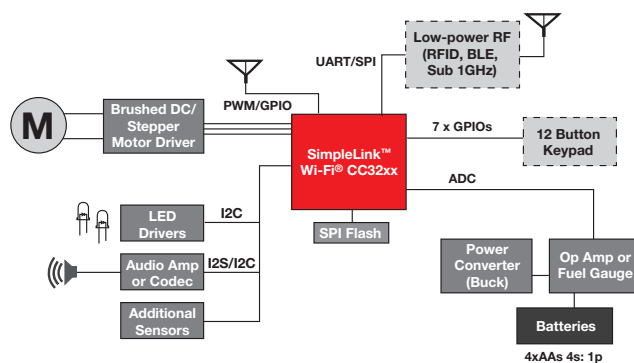 Low-power RF
(RFID, BLE,
Sub 1GHz)
UART/SPI
PWM/GPIO
M
Brushed DC/
Stepper
Motor Driver
SimpleLink™
Wi-Fi® CC32xx
7 x GPIOs
12 Button
Keypad
ADC
SPI Flash
LED
Drivers
I2C
Audio Amp
or Codec
I2S/I2C
Additional
Sensors
Power
Converter
(Buck)
Op Amp or
Fuel Gauge
Batteries
4xAAs 4s: 1p